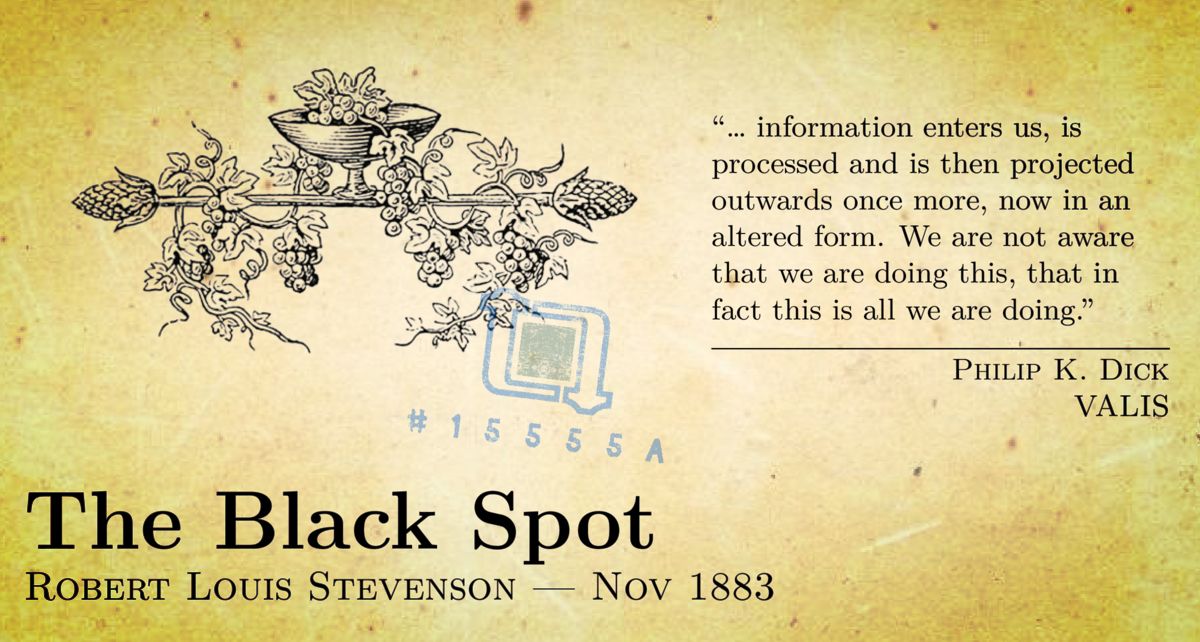 “... information enters us, is
processed and is then projected
outwards once more, now in an
altered form. We are not aware
that we are doing this, that in
fact this is all we are doing.”
Philip K. Dick
VALIS
#15555A
The Black Spot
Robert Louis Stevenson — Nov 1883